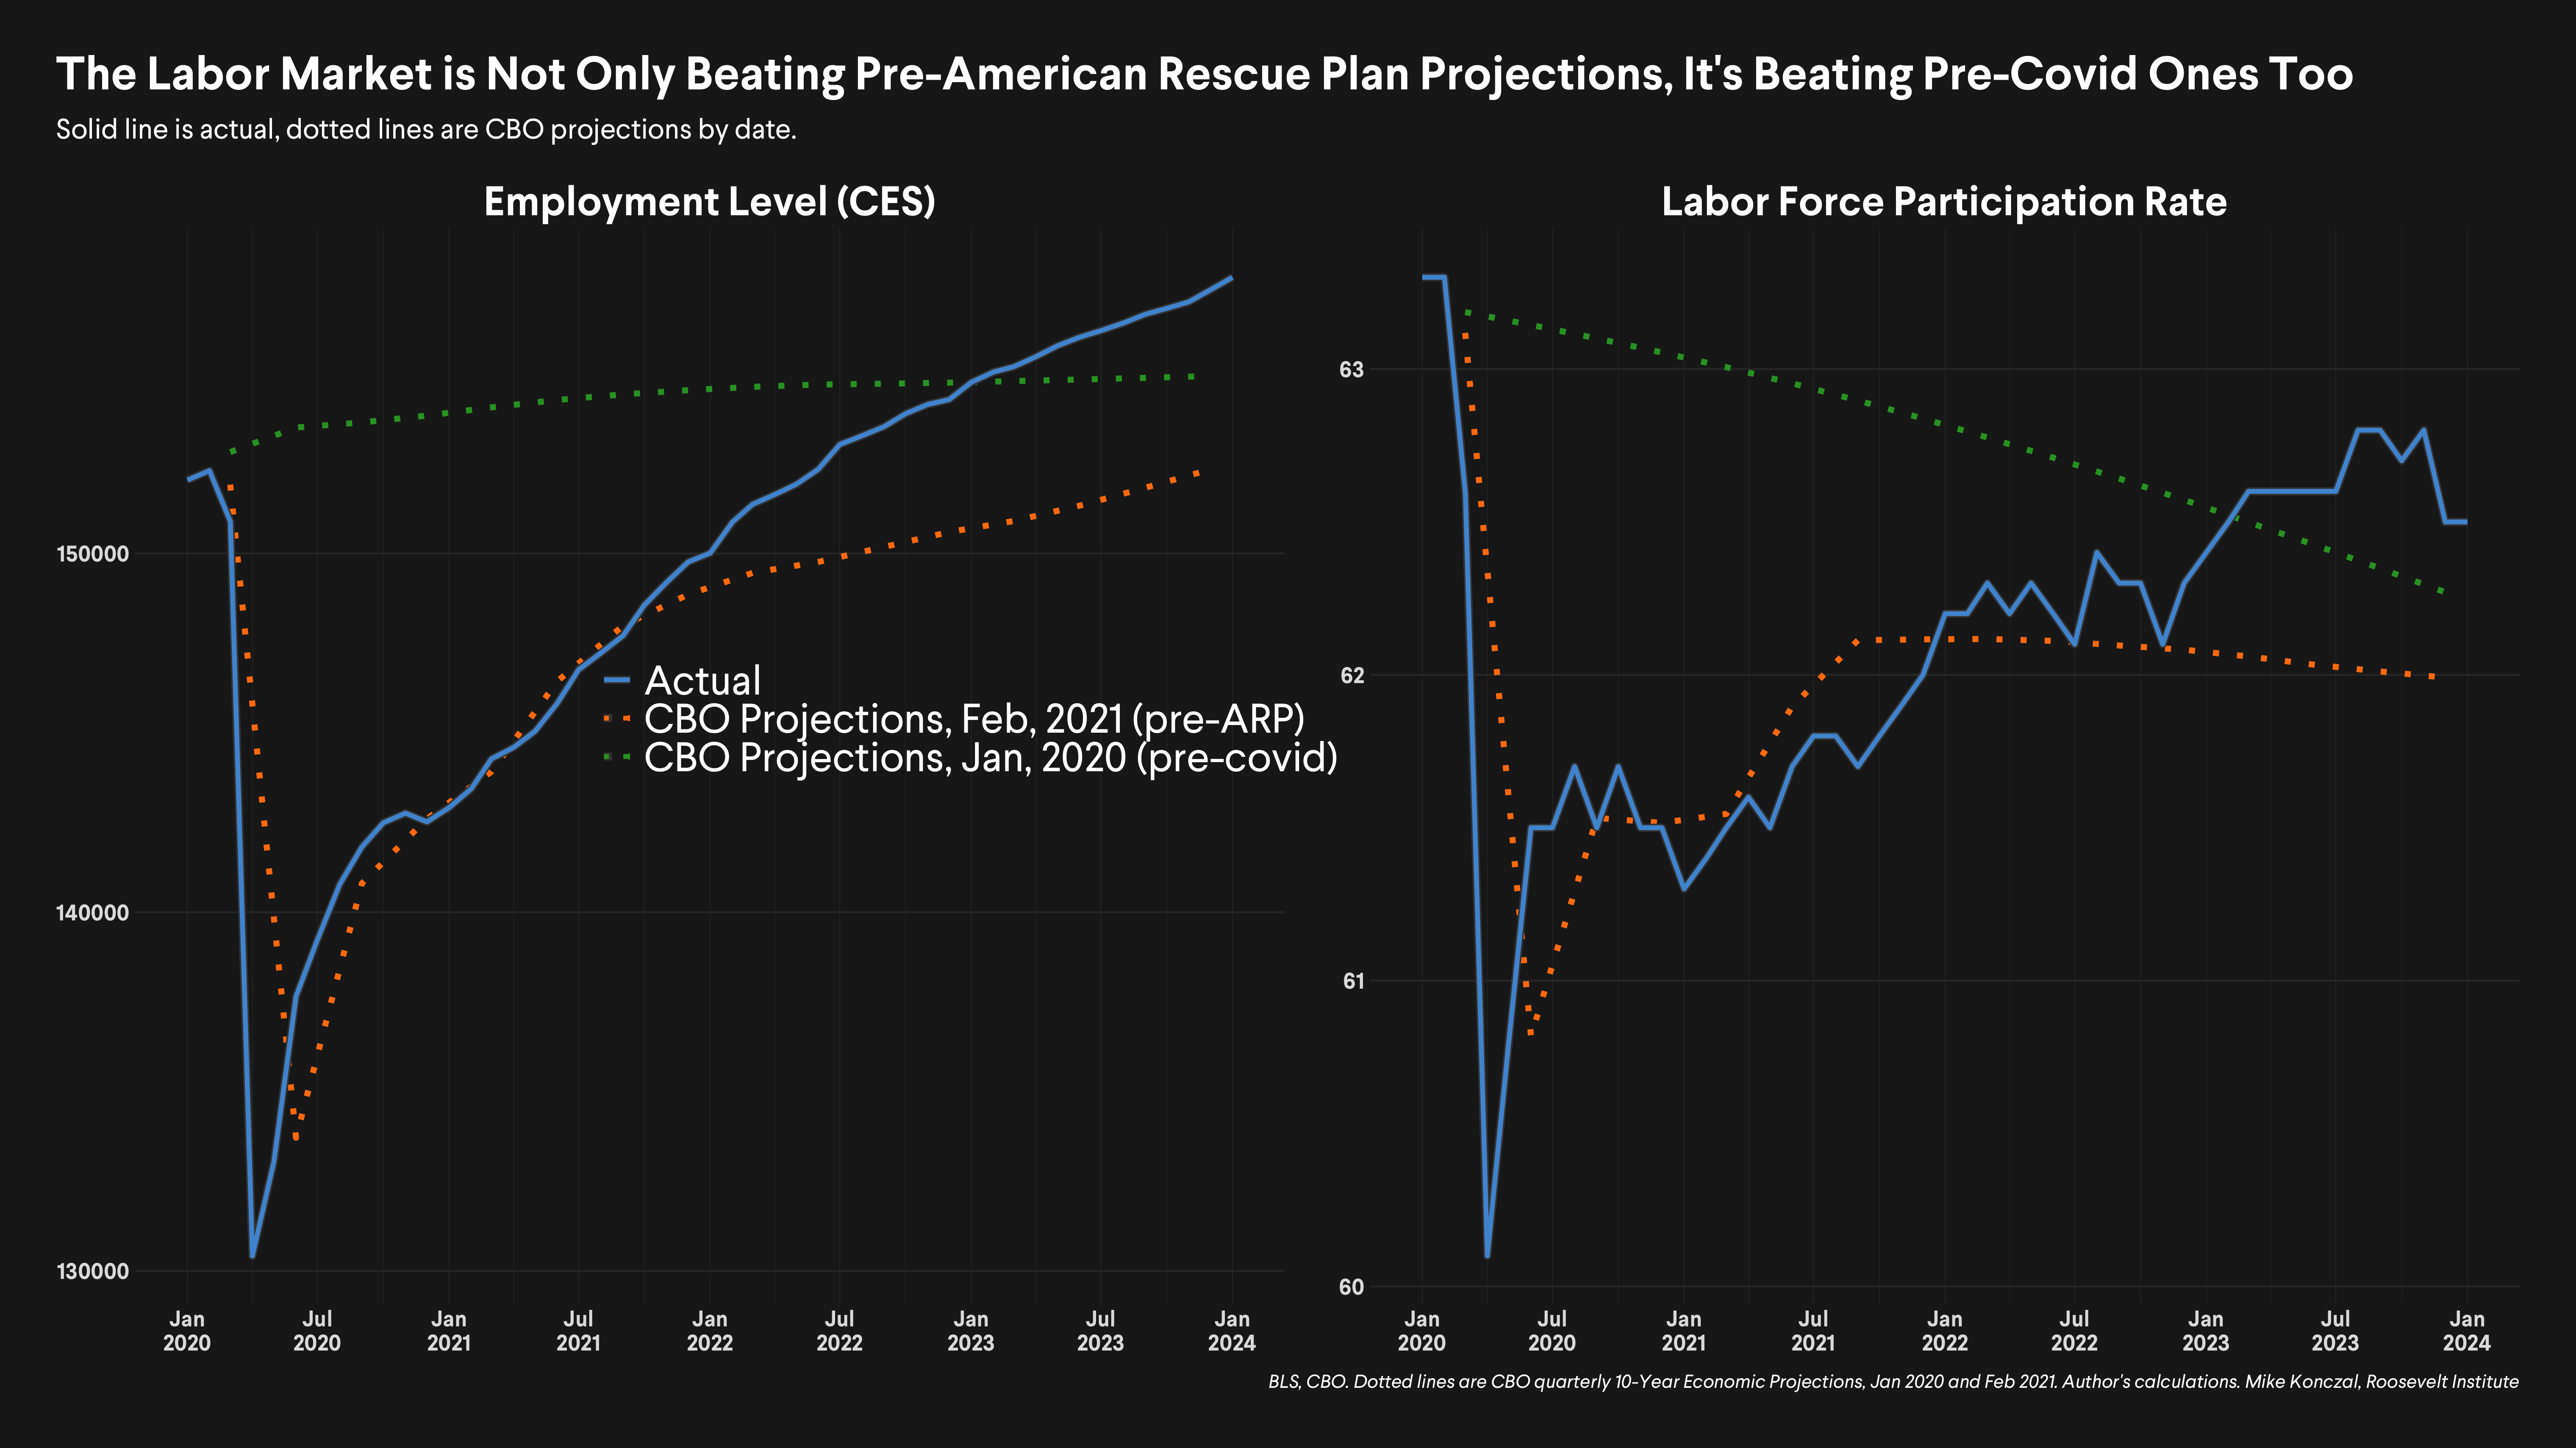 The Labor Market is Not Only Beating Pre-American Rescue Plan Projections, It's Beating Pre-Covid Ones Too
Solid line is actual, dotted lines are CBO projections by date.
Employment Level (CES)
150000
140000
130000
Actual
CBO Projections, Feb, 2021 (pre-ARP)
CBO Projections, Jan, 2020 (pre-covid)
Jan Jul Jan Jul Jan Jul Jan Jul Jan
2020 2020 2021 2021 2022 2022 2023 2023 2024
Labor Force Participation Rate
63
62
61
60
Jan Jul Jan Jul Jan Jul Jan Jul Jan
2020 2020 2021 2021 2022 2022 2023 2023 2024
BLS, CBO. Dotted lines are CBO quarterly 10-Year Economic Projections, Jan 2020 and Feb 2021. Author's calculations. Mike Konczal, Roosevelt Institute